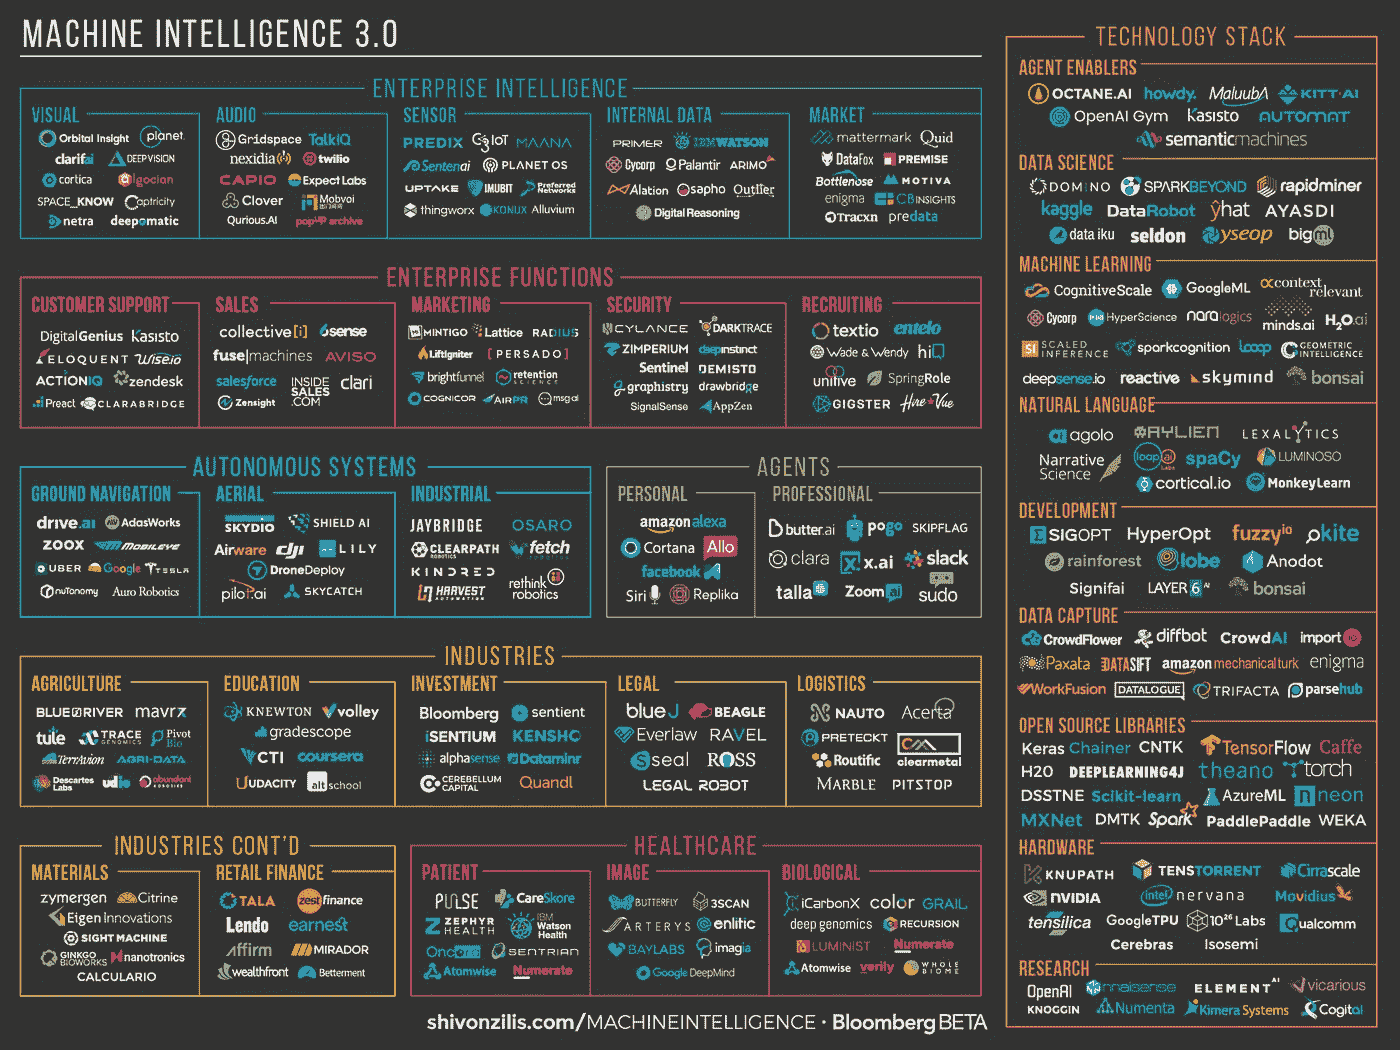 MACHINE INTELLIGENCE 3.0
ENTERPRISE INTELLIGENCE
VISUAL
Orbital Insight planet.
clarifai DEEP VISION
cortica algocian
SPACE_KNOW Captricity
netra deepomatic
AUDIO
Gridspace TalkIQ
nexidia twilio
CAPIO Expect Labs
Clover Mobvoi
Qurious.AI popup archive
SENSOR
PREDIX C3 IoT MAANA
Sentenai PLANET OS
UPTAKE IMUBIT Preferred Networks
thingworx KONUX Alluvium
INTERNAL DATA
PRIMER IBM WATSON
Cycorp Palantir ARIMO
Alation sapho Outlier
Digital Reasoning
MARKET
mattermark Quid
DataFox PREMISE
Bottlenose MOTIVA
enigma CB INSIGHTS
Tracxn predata
ENTERPRISE FUNCTIONS
CUSTOMER SUPPORT
DigitalGenius Kasisto
ELOQUENT Wiseio
ACTIONIQ zendesk
Preact CLARABRIDGE
SALES
collective[i] 6sense
fuse|machines AVISO
salesforce INSIDE SALES .COM clari
Zensight
MARKETING
MINTIGO Lattice RADIUS
LiftIgniter [PERSADO]
brightfunnel retention SCIENCE
COGNICOR AIRPR msg.ai
SECURITY
CYLANCE DARKTRACE
ZIMPERIUM deepinstinct
Sentinel DEMISTO
graphistry drawbridge
SignalSense AppZen
RECRUITING
textio entelo
Wade & Wendy hiQ
unitive SpringRole
GIGSTER HireVue
AUTONOMOUS SYSTEMS
GROUND NAVIGATION
drive.ai AdasWorks
ZOOX MOBILEYE
UBER Google TESLA
nuTonomy Auro Robotics
AERIAL
SKYDIO SHIELD AI
Airware dji LILY
DroneDeploy
pilot.ai SKYCATCH
INDUSTRIAL
JAYBRIDGE OSARO
CLEARPATH ROBOTICS fetch ROBOTICS
KINDRED
HARVEST AUTOMATION rethink robotics
AGENTS
PERSONAL
amazon alexa
Cortana Allo
facebook
Siri Replika
PROFESSIONAL
butter.ai pogo SKIPFLAG
clara x.ai slack
talla Zoom.ai sudo
INDUSTRIES
AGRICULTURE
BLUE RIVER mavrx
tule TRACE GENOMICS Pivot Bio
TerrAvion AGRI-DATA
Descartes Labs udio abundant ROBOTICS
EDUCATION
KNEWTON volley
gradescope
CTI coursera
UDACITY alt school
INVESTMENT
Bloomberg sentient
iSENTIUM KENSHO
alphasense Dataminr
CEREBELLUM CAPITAL Quandl
LEGAL
blue J BEAGLE
Everlaw RAVEL
seal ROSS
LEGAL ROBOT
LOGISTICS
NAUTO Acerta
PRETECKT
Routific clearmetal
MARBLE PITSTOP
INDUSTRIES CONT'D
MATERIALS
zymergen Citrine
Eigen Innovations
SIGHT MACHINE
GINKGO BIOWORKS nanotronics
CALCULARIO
RETAIL FINANCE
TALA zest finance
Lendo earnest
affirm MIRADOR
wealthfront Betterment
HEALTHCARE
PATIENT
PULSE CareSkore
ZEPHYR HEALTH IBM Watson Health
Oncora SENTRIAN
Atomwise Numerate
IMAGE
BUTTERFLY 3SCAN
ARTERYS enlitic
BAYLABS imagia
Google DeepMind
BIOLOGICAL
iCarbonX color GRAIL
deep genomics RECURSION
LUMINIST Numerate
Atomwise verily WHOLE BIOME
TECHNOLOGY STACK
AGENT ENABLERS
OCTANE.AI howdy. MaluubA KITT.AI
OpenAI Gym Kasisto AUTOMAT
semanticmachines
DATA SCIENCE
DOMINO SPARKBEYOND rapidminer
kaggle DataRobot ŷhat AYASDI
data iku seldon yseop bigml
MACHINE LEARNING
CognitiveScale GoogleML context relevant
Cycorp HyperScience nara logics minds.ai H2O.ai
SCALED INFERENCE sparkcognition loop GEOMETRIC INTELLIGENCE
deepsense.io reactive skymind bonsai
NATURAL LANGUAGE
agolo AYLIEN LEXALYTICS
Narrative Science loop ai LABS spaCy LUMINOSO
cortical.io MonkeyLearn
DEVELOPMENT
SIGOPT HyperOpt fuzzy io kite
rainforest lobe Anodot
Signifai LAYER 6 AI bonsai
DATA CAPTURE
CrowdFlower diffbot CrowdAI import io
Paxata DATASIFT amazon mechanical turk enigma
WorkFusion DATALOGUE TRIFACTA parsehub
OPEN SOURCE LIBRARIES
Keras Chainer CNTK TensorFlow Caffe
H2O DEEPLEARNING4J theano torch
DSSTNE Scikit-learn AzureML neon
MXNet DMTK Spark PaddlePaddle WEKA
HARDWARE
KNUPATH TENSTORRENT Cirrascale
NVIDIA intel nervana Movidius
tensilica GoogleTPU 10²⁶ Labs Qualcomm
Cerebras Isosemi
RESEARCH
OpenAI nnaisense ELEMENT AI vicarious
KNOGGIN Numenta Kimera Systems Cogitai
shivonzilis.com/MACHINEINTELLIGENCE · Bloomberg BETA